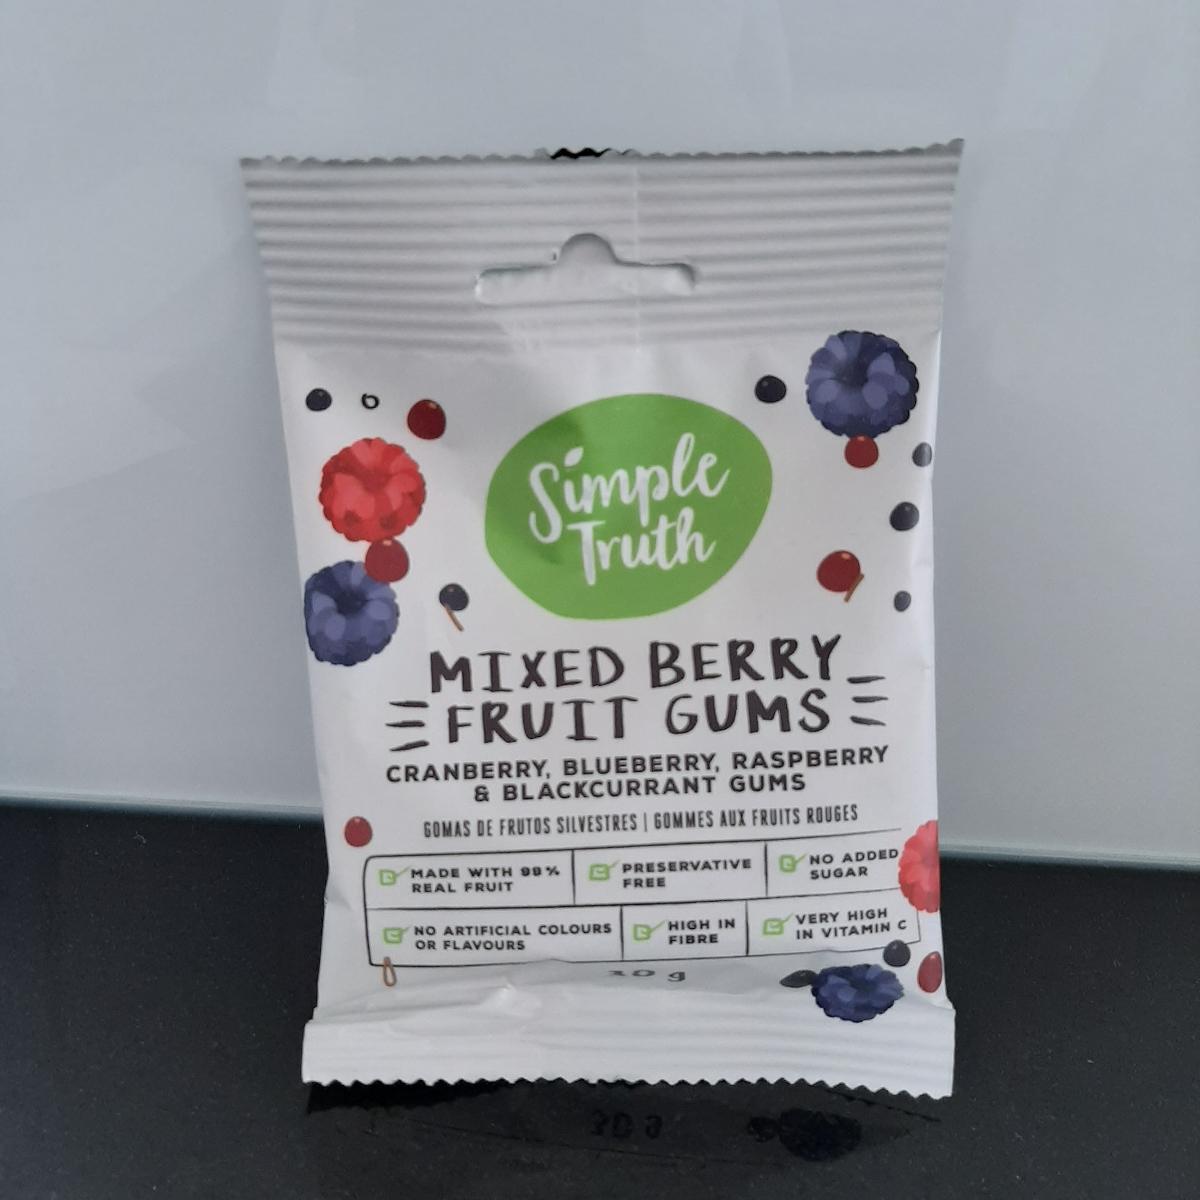 Simple
Truth
MIXED BERRY
FRUIT GUMS
CRANBERRY, BLUEBERRY, RASPBERRY
& BLACKCURRANT GUMS
GOMAS DE FRUTOS SILVESTRES | GOMMES AUX FRUITS ROUGES
MADE WITH 98%
REAL FRUIT
PRESERVATIVE
FREE
NO ADDED
SUGAR
NO ARTIFICIAL COLOURS
OR FLAVOURS
HIGH IN
FIBRE
VERY HIGH
IN VITAMIN C
g